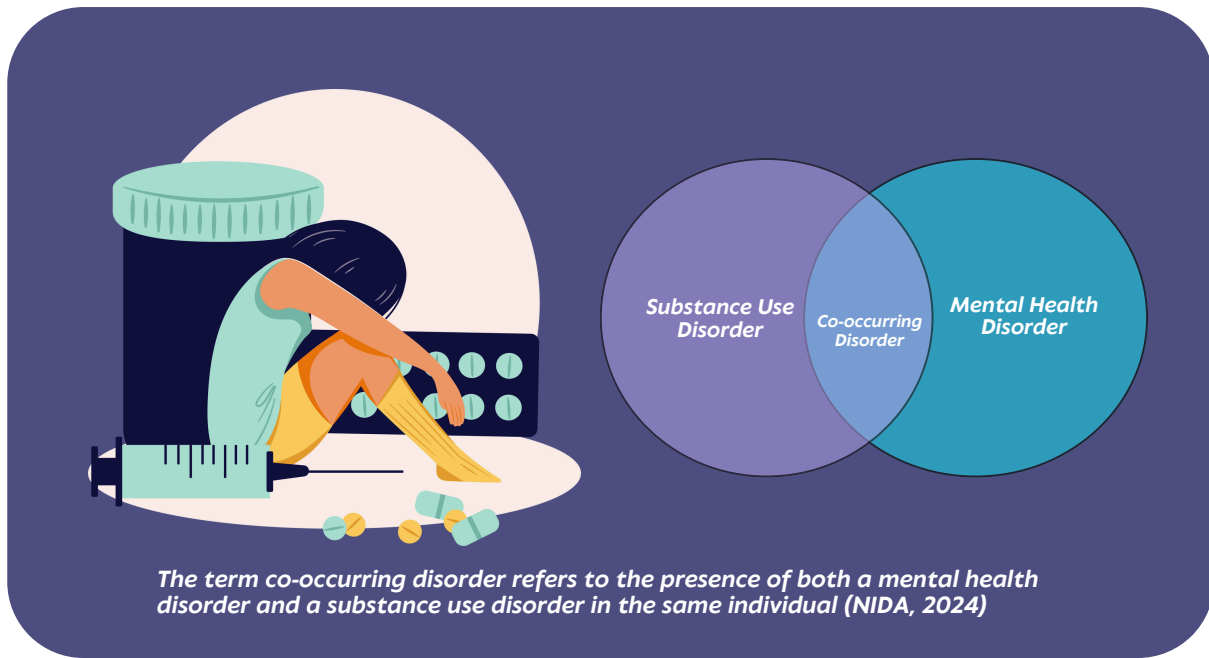 Substance Use
Disorder
Co-occurring
Disorder
Mental Health
Disorder
The term co-occurring disorder refers to the presence of both a mental health
disorder and a substance use disorder in the same individual (NIDA, 2024)